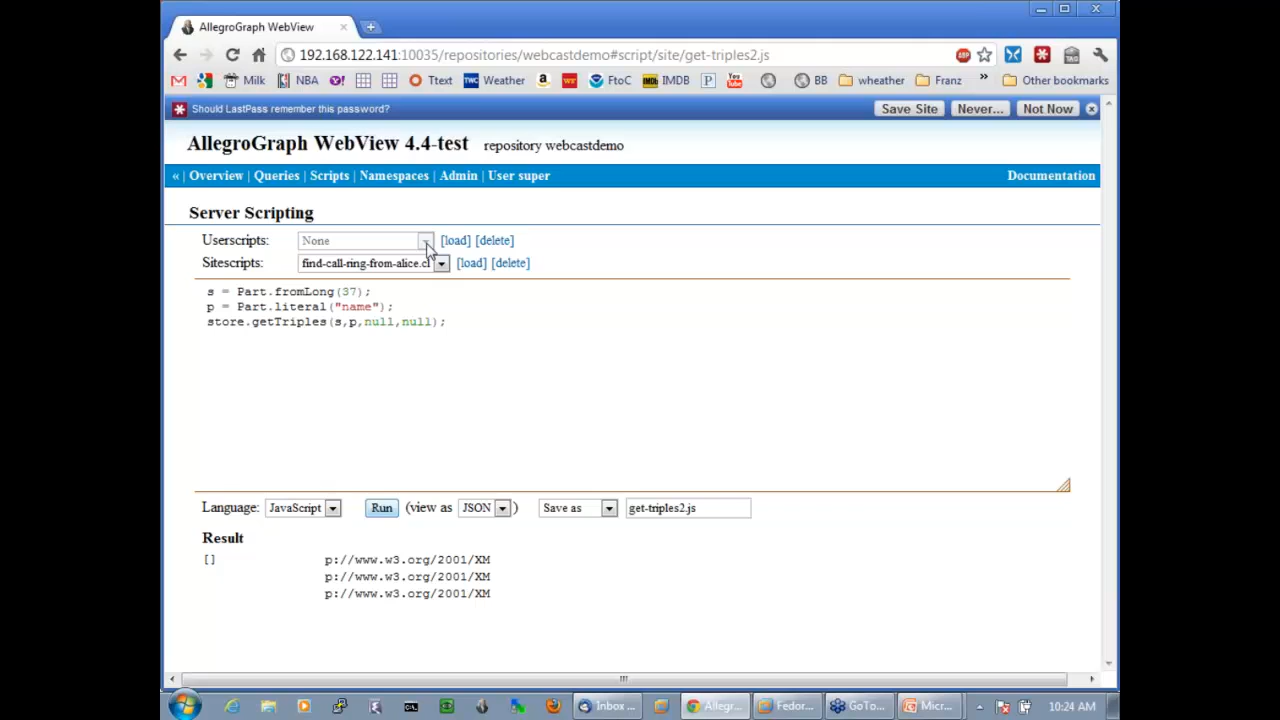 AllegroGraph WebView
192.168.122.141:10035/repositories/webcastdemo#script/site/get-triples2.js
Milk NBA Ttext Weather FtoC IMDB BB wheather Franz » Other bookmarks
Should LastPass remember this password? Save Site Never... Not Now
AllegroGraph WebView 4.4-test repository webcastdemo
« | Overview | Queries | Scripts | Namespaces | Admin | User super Documentation
Server Scripting
Userscripts: None [load] [delete]
Sitescripts: find-call-ring-from-alice.cl [load] [delete]
s = Part.fromLong(37);
p = Part.literal("name");
store.getTriples(s,p,null,null);
Language: JavaScript Run (view as JSON ) Save as get-triples2.js
Result
[] p://www.w3.org/2001/XM
p://www.w3.org/2001/XM
p://www.w3.org/2001/XM
Inbox ... Allegr... Fedor... GoTo... Micr... 10:24 AM